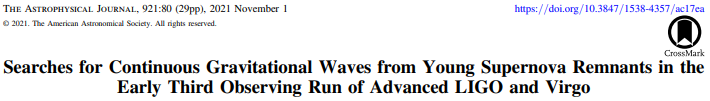 The Astrophysical Journal, 921:80 (29pp), 2021 November 1
https://doi.org/10.3847/1538-4357/ac17ea
© 2021. The American Astronomical Society. All rights reserved.
CrossMark
Searches for Continuous Gravitational Waves from Young Supernova Remnants in the
Early Third Observing Run of Advanced LIGO and Virgo